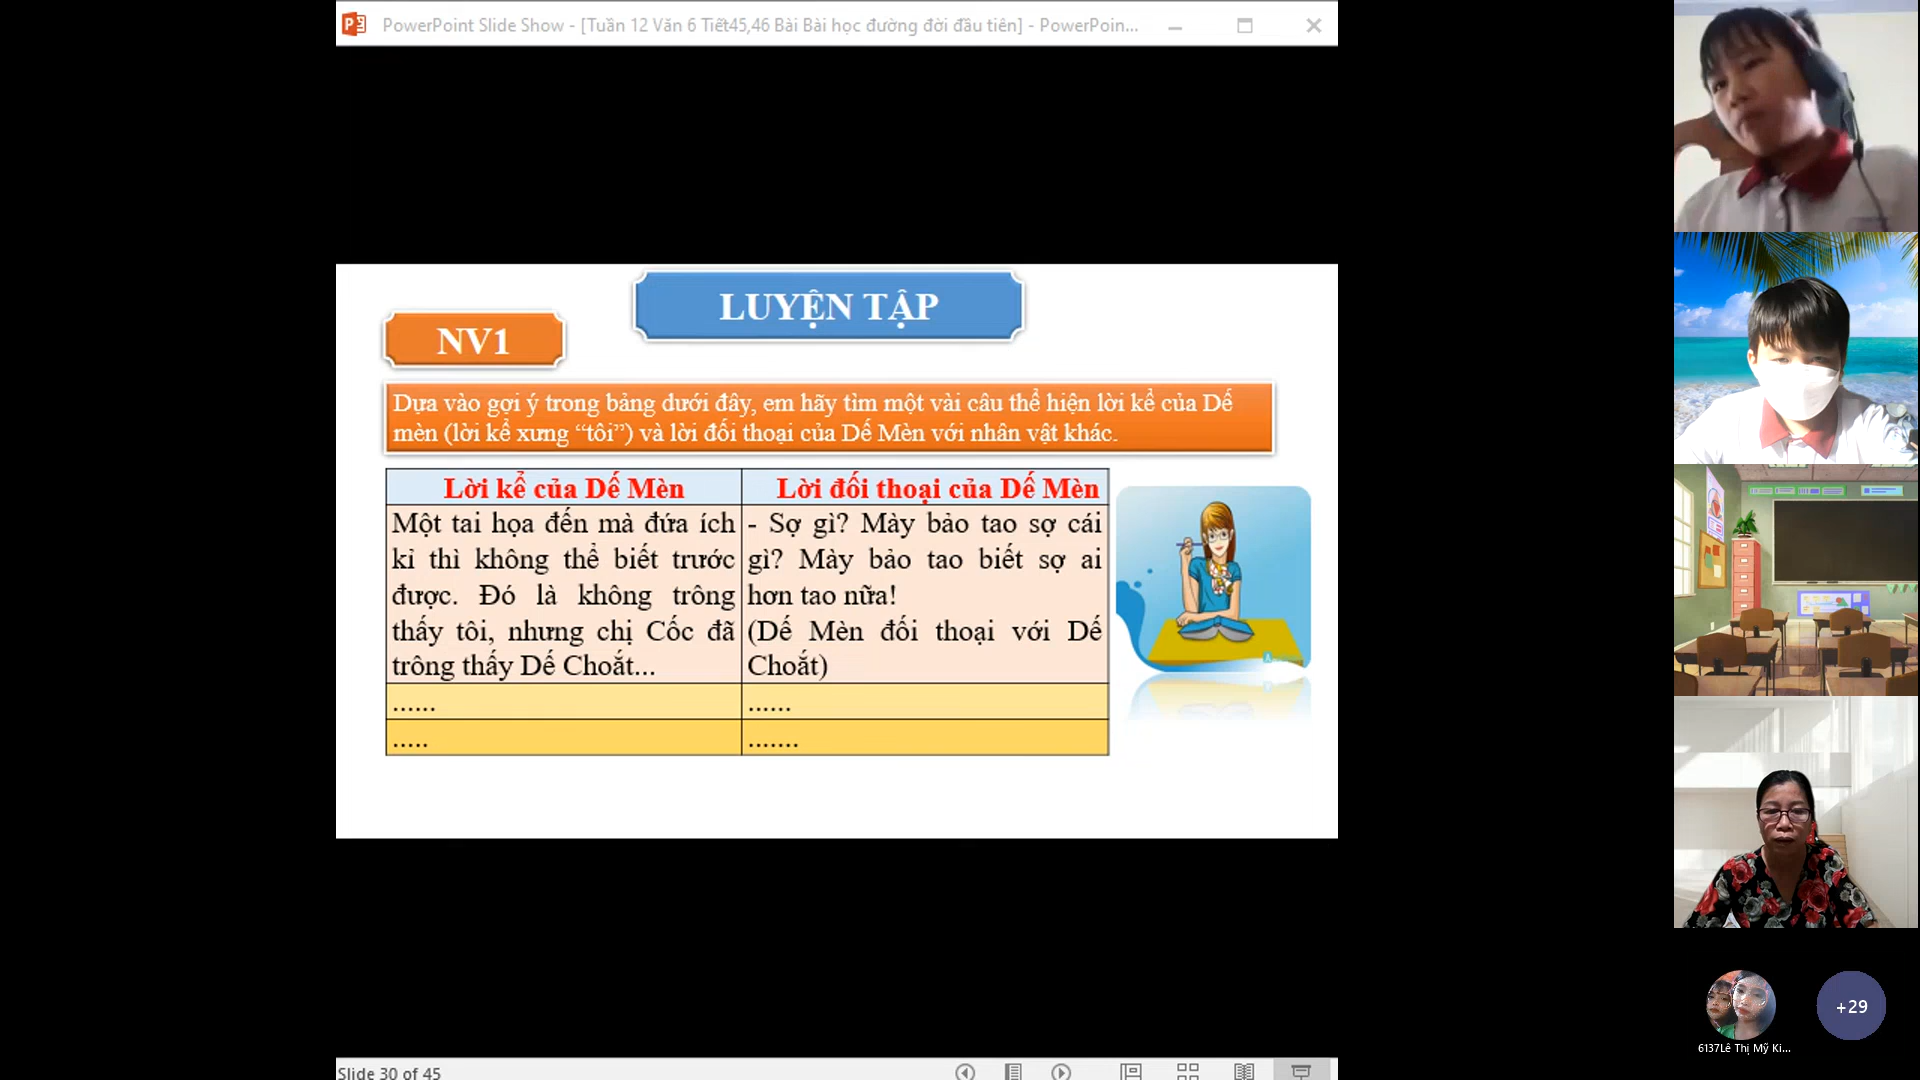 PowerPoint Slide Show - [Tuần 12 Văn 6 Tiết45,46 Bài Bài học đường đời đầu tiên] - PowerPoin...
LUYỆN TẬP
NV1
Dựa vào gợi ý trong bảng dưới đây, em hãy tìm một vài câu thể hiện lời kể của Dế
mèn (lời kể xưng “tôi”) và lời đối thoại của Dế Mèn với nhân vật khác.
Lời kể của Dế Mèn
Một tai họa đến mà đứa ích
kỉ thì không thể biết trước
được. Đó là không trông
thấy tôi, nhưng chị Cốc đã
trông thấy Dế Choắt...
......
.....
Lời đối thoại của Dế Mèn
- Sợ gì? Mày bảo tao sợ cái
gì? Mày bảo tao biết sợ ai
hơn tao nữa!
(Dế Mèn đối thoại với Dế
Choắt)
......
.......
Slide 30 of 45
+29
6137Lê Thị Mỹ Ki...